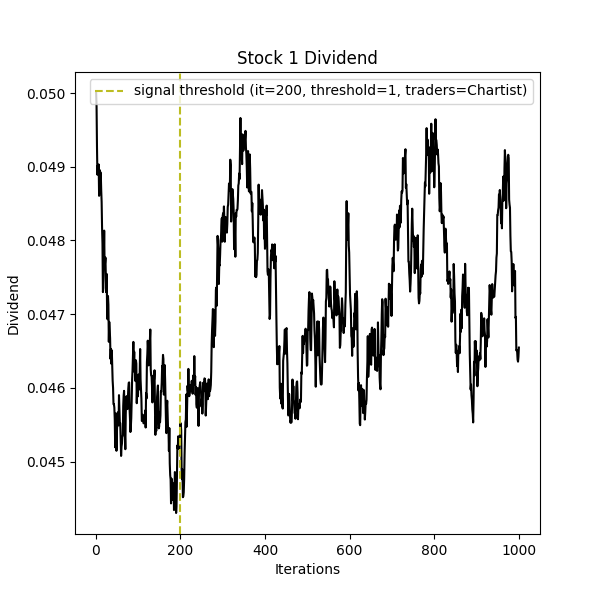 Stock 1 Dividend
signal threshold (it=200, threshold=1, traders=Chartist)
0.050
0.049
0.048
0.047
0.046
0.045
Dividend
0 200 400 600 800 1000
Iterations